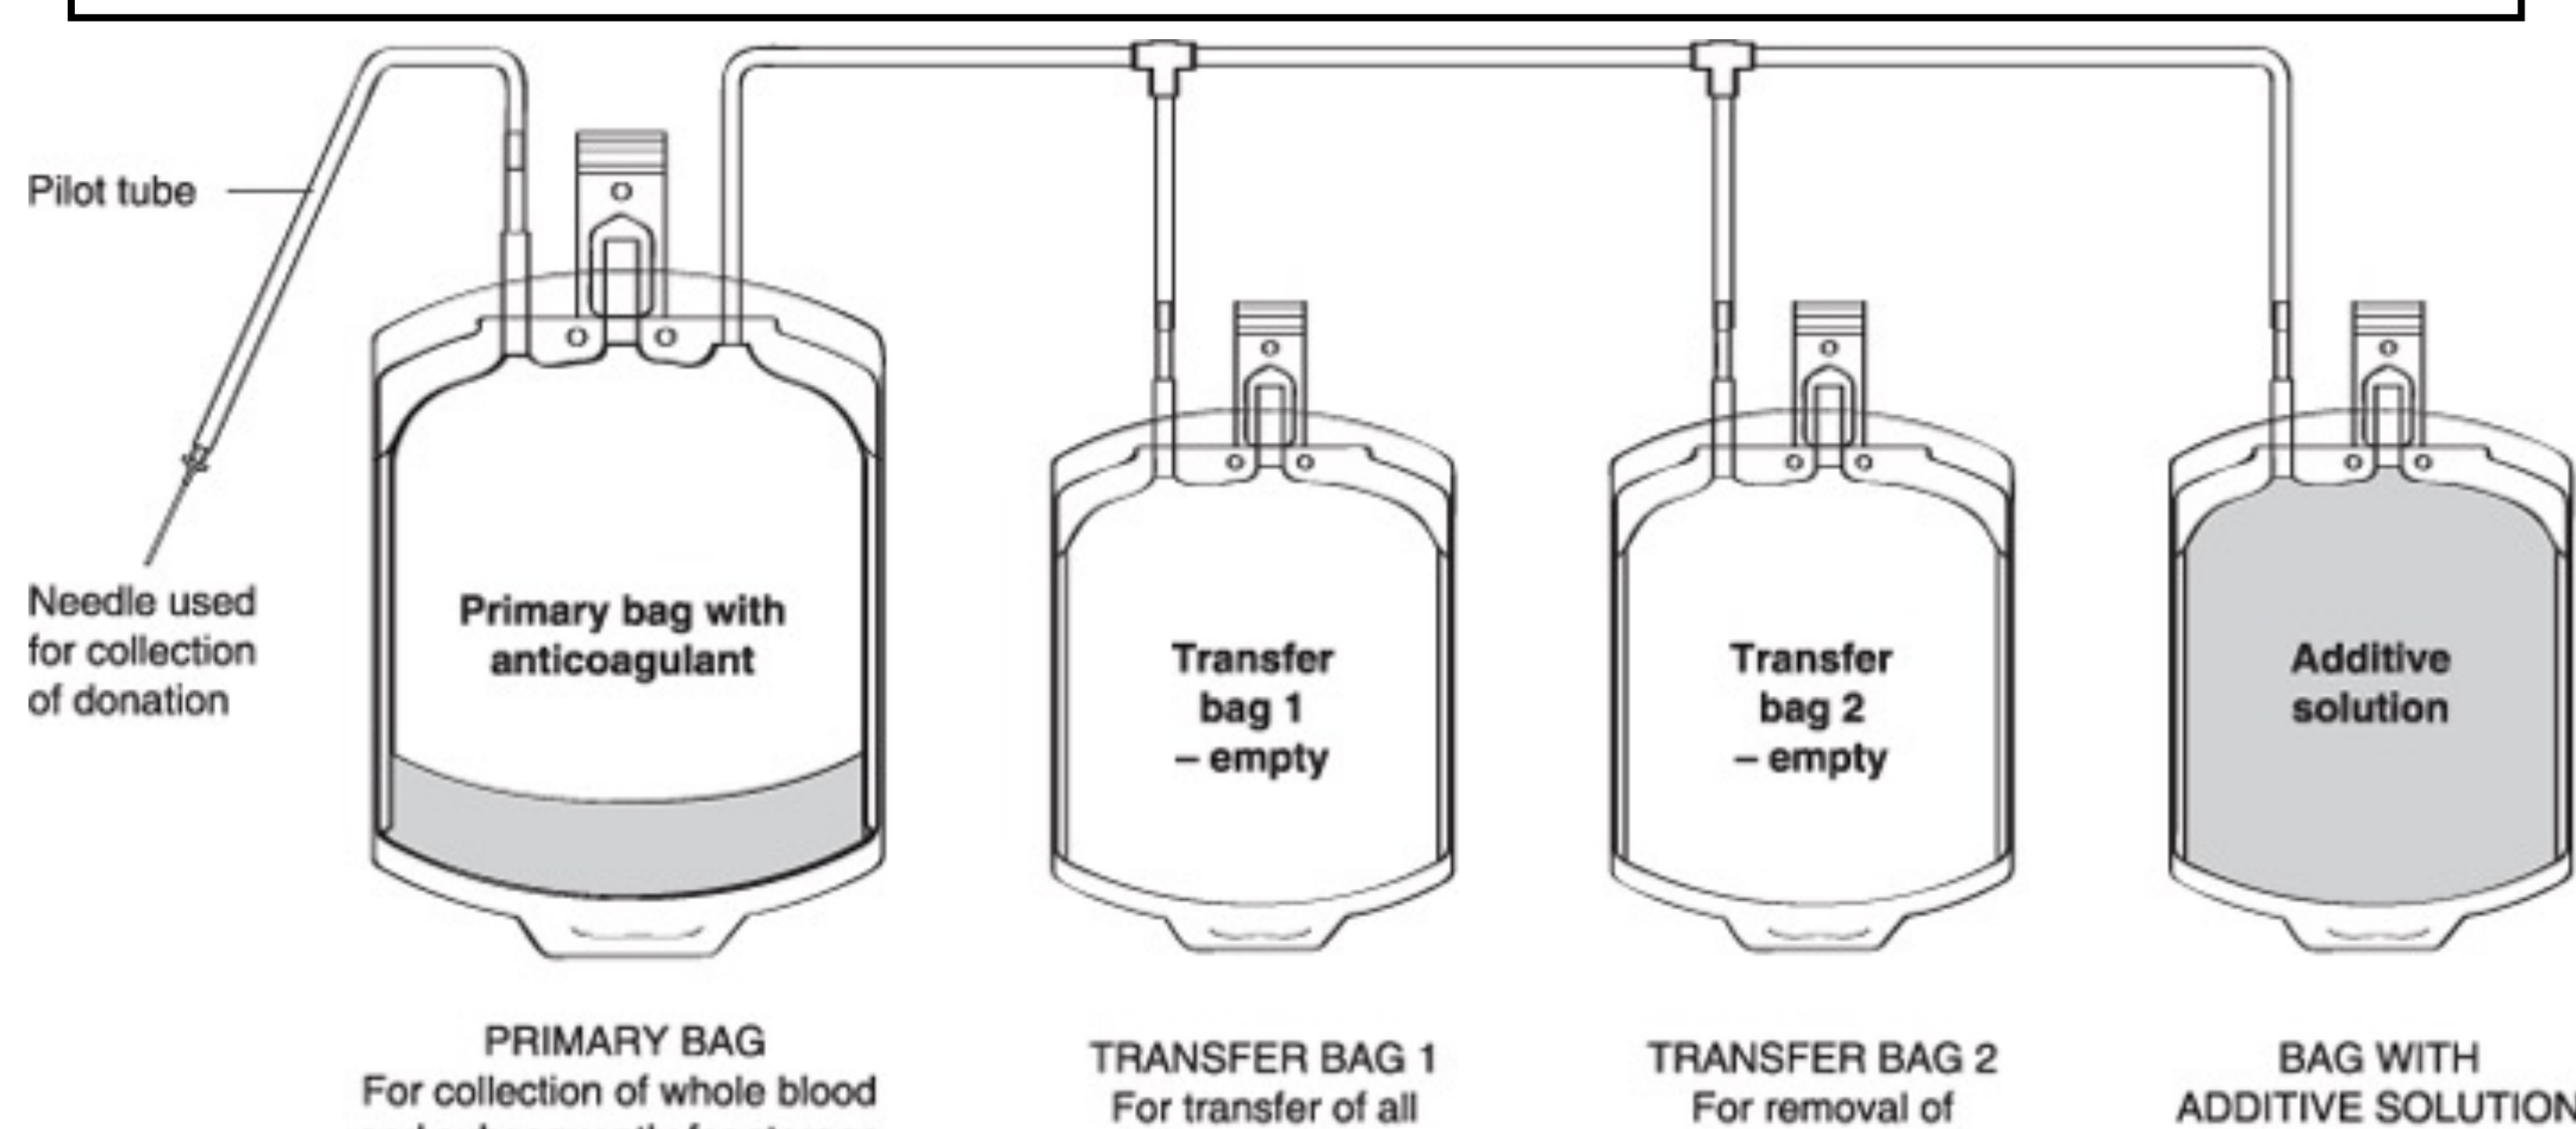 Pilot tube
Needle used
for collection
of donation
Primary bag with
anticoagulant
Transfer
bag 1
– empty
Transfer
bag 2
– empty
Additive
solution
PRIMARY BAG
For collection of whole blood
TRANSFER BAG 1
For transfer of all
TRANSFER BAG 2
For removal of
BAG WITH
ADDITIVE SOLUTION